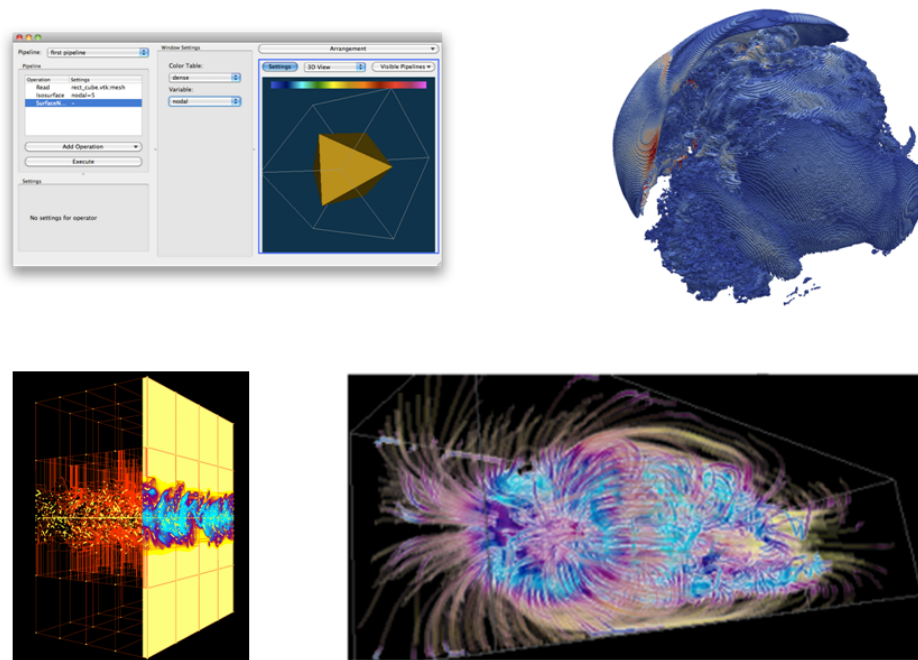 Pipeline: first pipeline
Pipeline
Operation Settings
Read rect_cube.vtk:mesh
Isosurface nodal=5
SurfaceN... -
Add Operation
Execute
Settings
No settings for operator
Window Settings
Color Table:
dense
Variable:
nodal
Arrangement
Settings 3D View Visible Pipelines